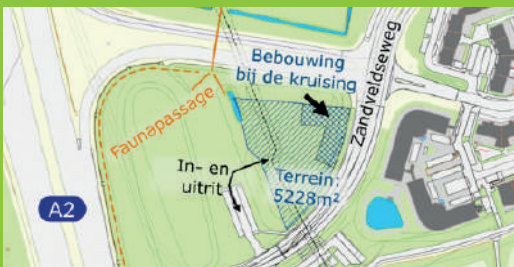 Bebouwing
bij de kruising
Zandveldseweg
Faunapassage
In- en
uitrit
Terrein:
5228m²
A2